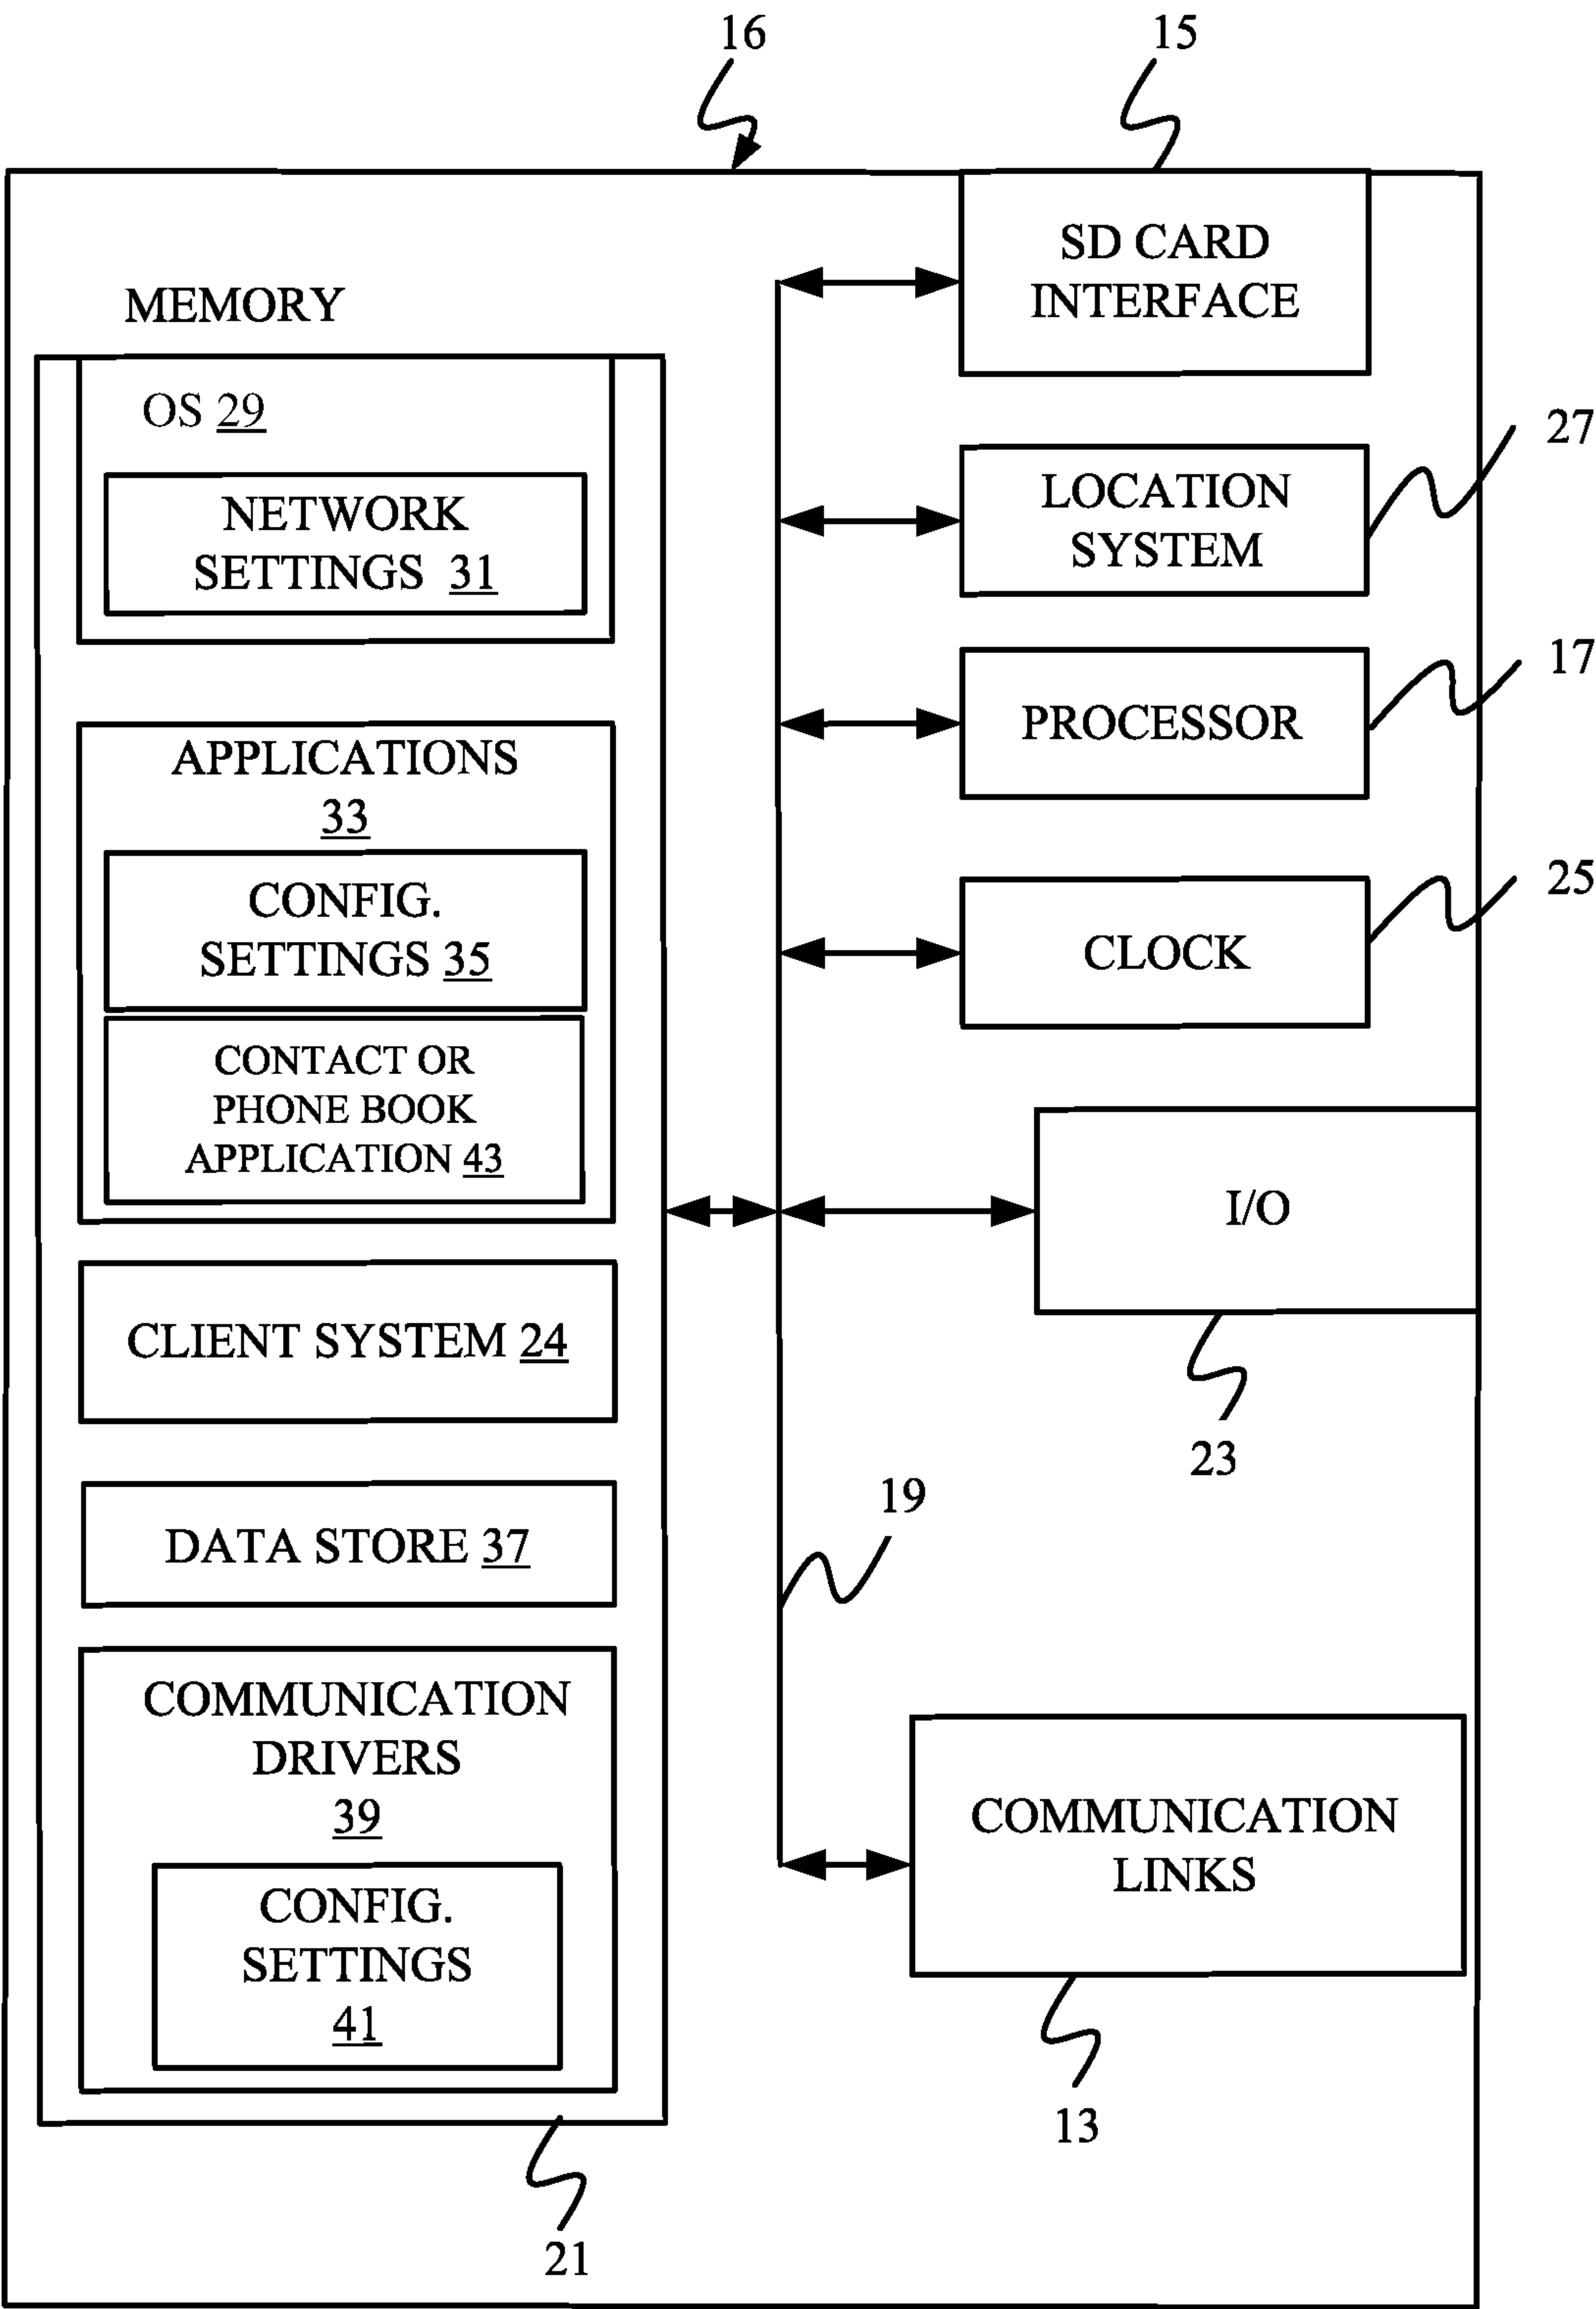 16
15
SD CARD
INTERFACE
MEMORY
OS 29
NETWORK
SETTINGS 31
27
LOCATION
SYSTEM
17
PROCESSOR
APPLICATIONS
33
CONFIG.
SETTINGS 35
25
CLOCK
CONTACT OR
PHONE BOOK
APPLICATION 43
I/O
23
CLIENT SYSTEM 24
19
DATA STORE 37
COMMUNICATION
DRIVERS
39
CONFIG.
SETTINGS
41
COMMUNICATION
LINKS
13
21